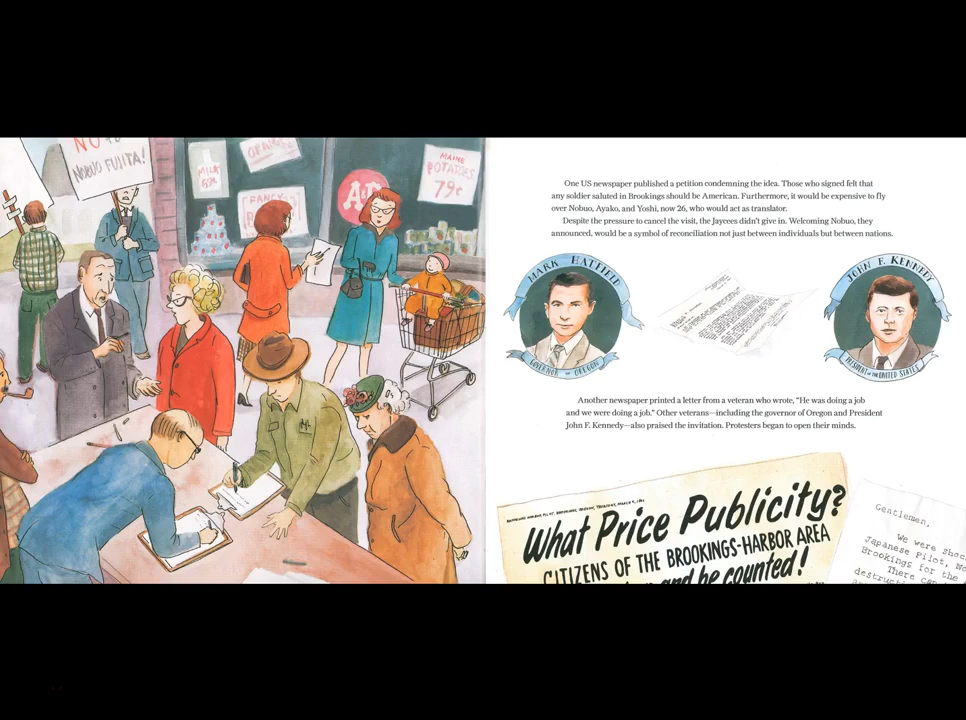 NO to
NOBUO FUJITA!
MILK
ORANGE
FANCY
MAINE
POTATOES
79¢
A&P
One US newspaper published a petition condemning the idea. Those who signed felt that
any soldier saluted in Brookings should be American. Furthermore, it would be expensive to fly
over Nobuo, Ayako, and Yoshi, now 26, who would act as translator.
Despite the pressure to cancel the visit, the Jaycees didn't give in. Welcoming Nobuo, they
announced, would be a symbol of reconciliation not just between individuals but between nations.
MARK HATFIELD
GOVERNOR OF OREGON
JOHN F. KENNEDY
PRESIDENT of the UNITED STATES
Another newspaper printed a letter from a veteran who wrote, "He was doing a job
and we were doing a job." Other veterans—including the governor of Oregon and President
John F. Kennedy—also praised the invitation. Protesters began to open their minds.
What Price Publicity?
CITIZENS OF THE BROOKINGS-HARBOR AREA
and be counted!
Gentlemen,
We were shoc
Japanese Pilot, No
Brookings for the
There can
destructi